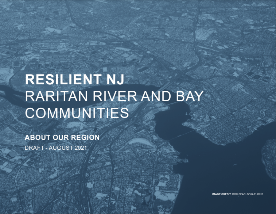 RESILIENT NJ
RARITAN RIVER AND BAY
COMMUNITIES
ABOUT OUR REGION
DRAFT - AUGUST 2021